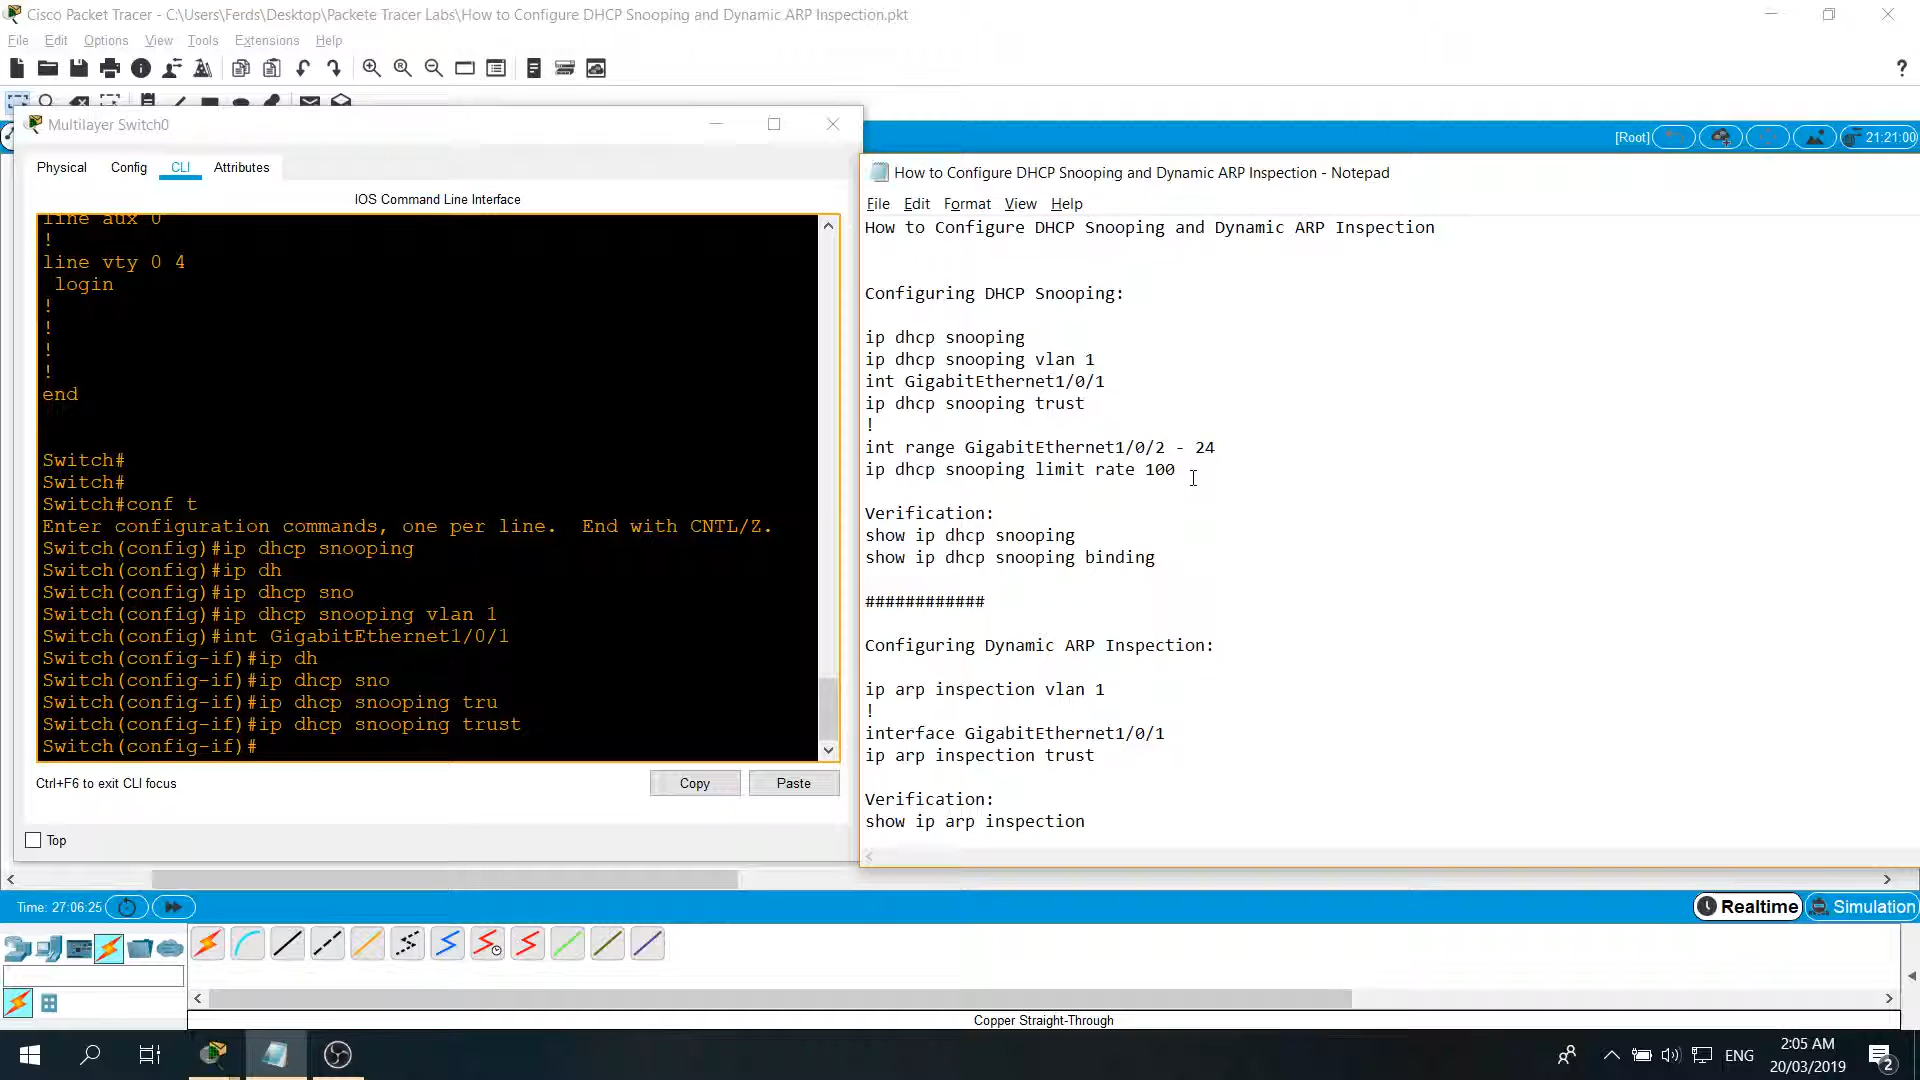 Cisco Packet Tracer - C:\Users\Ferds\Desktop\Packete Tracer Labs\How to Configure DHCP Snooping and Dynamic ARP Inspection.pkt
File Edit Options View Tools Extensions Help
?
Multilayer Switch0
[Root]
21:21:00
Physical Config CLI Attributes
IOS Command Line Interface
line aux 0
!
line vty 0 4
login
!
!
!
!
end
Switch#
Switch#
Switch#conf t
Enter configuration commands, one per line. End with CNTL/Z.
Switch(config)#ip dhcp snooping
Switch(config)#ip dh
Switch(config)#ip dhcp sno
Switch(config)#ip dhcp snooping vlan 1
Switch(config)#int GigabitEthernet1/0/1
Switch(config-if)#ip dh
Switch(config-if)#ip dhcp sno
Switch(config-if)#ip dhcp snooping tru
Switch(config-if)#ip dhcp snooping trust
Switch(config-if)#
Ctrl+F6 to exit CLI focus
Copy
Paste
Top
How to Configure DHCP Snooping and Dynamic ARP Inspection - Notepad
File Edit Format View Help
How to Configure DHCP Snooping and Dynamic ARP Inspection
Configuring DHCP Snooping:
ip dhcp snooping
ip dhcp snooping vlan 1
int GigabitEthernet1/0/1
ip dhcp snooping trust
!
int range GigabitEthernet1/0/2 - 24
ip dhcp snooping limit rate 100
Verification:
show ip dhcp snooping
show ip dhcp snooping binding
############
Configuring Dynamic ARP Inspection:
ip arp inspection vlan 1
!
interface GigabitEthernet1/0/1
ip arp inspection trust
Verification:
show ip arp inspection
Time: 27:06:25
Realtime
Simulation
Copper Straight-Through
ENG
2:05 AM
20/03/2019
2